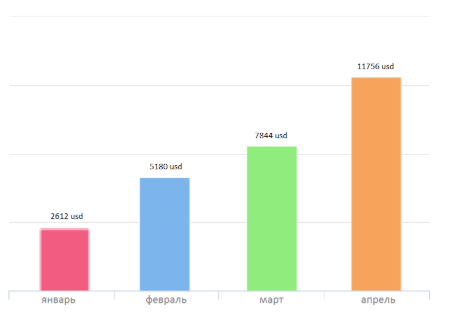 11756 usd
7844 usd
5180 usd
2612 usd
январь февраль март апрель